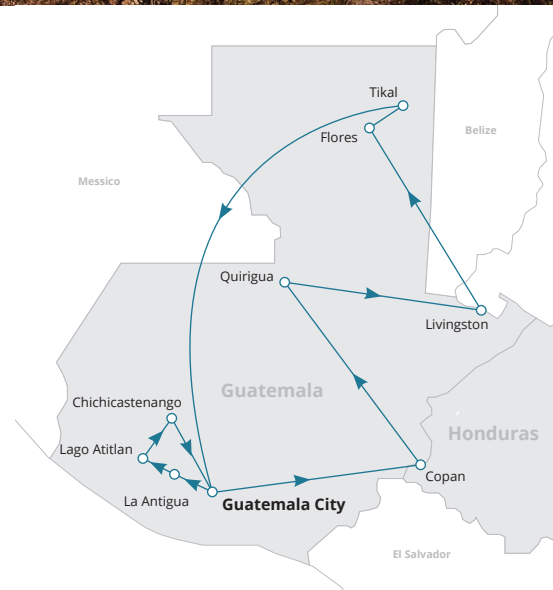 Tikal
Belize
Flores
Messico
Quirigua
Livingston
Guatemala
Chichicastenango
Honduras
Lago Atitlan
Copan
La Antigua
Guatemala City
El Salvador